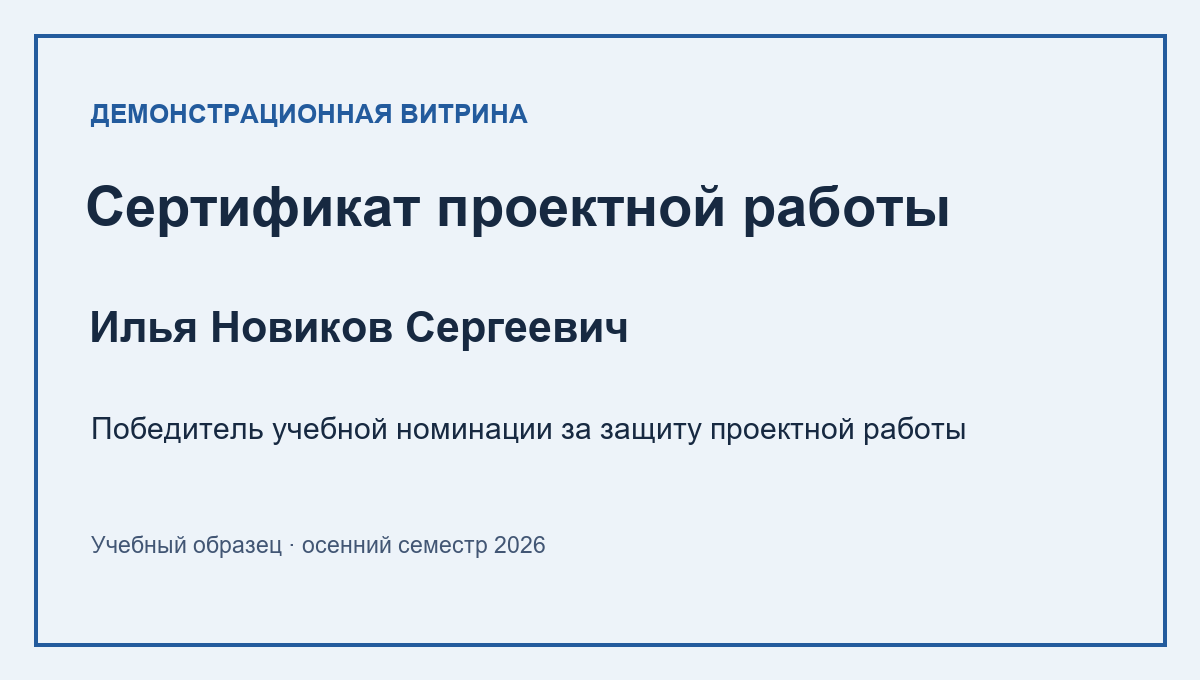 ДЕМОНСТРАЦИОННАЯ ВИТРИНА
Сертификат проектной работы
Илья Новиков Сергеевич
Победитель учебной номинации за защиту проектной работы
Учебный образец · осенний семестр 2026